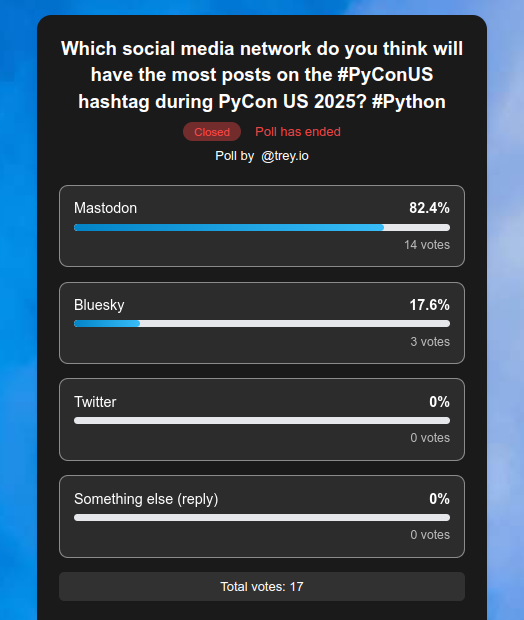 Which social media network do you think will
have the most posts on the #PyConUS
hashtag during PyCon US 2025? #Python
Closed Poll has ended
Poll by @trey.io
Mastodon 82.4%
14 votes
Bluesky 17.6%
3 votes
Twitter 0%
0 votes
Something else (reply) 0%
0 votes
Total votes: 17